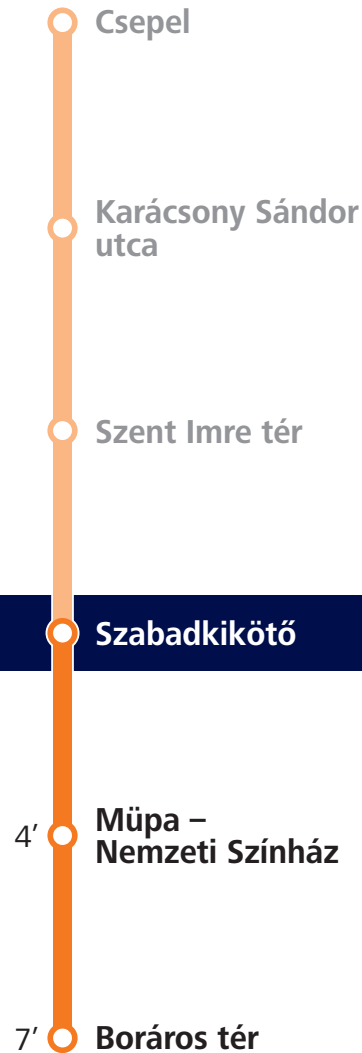 Csepel
Karácsony Sándor
utca
Szent Imre tér
Szabadkikötő
4’
Müpa –
Nemzeti Színház
7’ Boráros tér